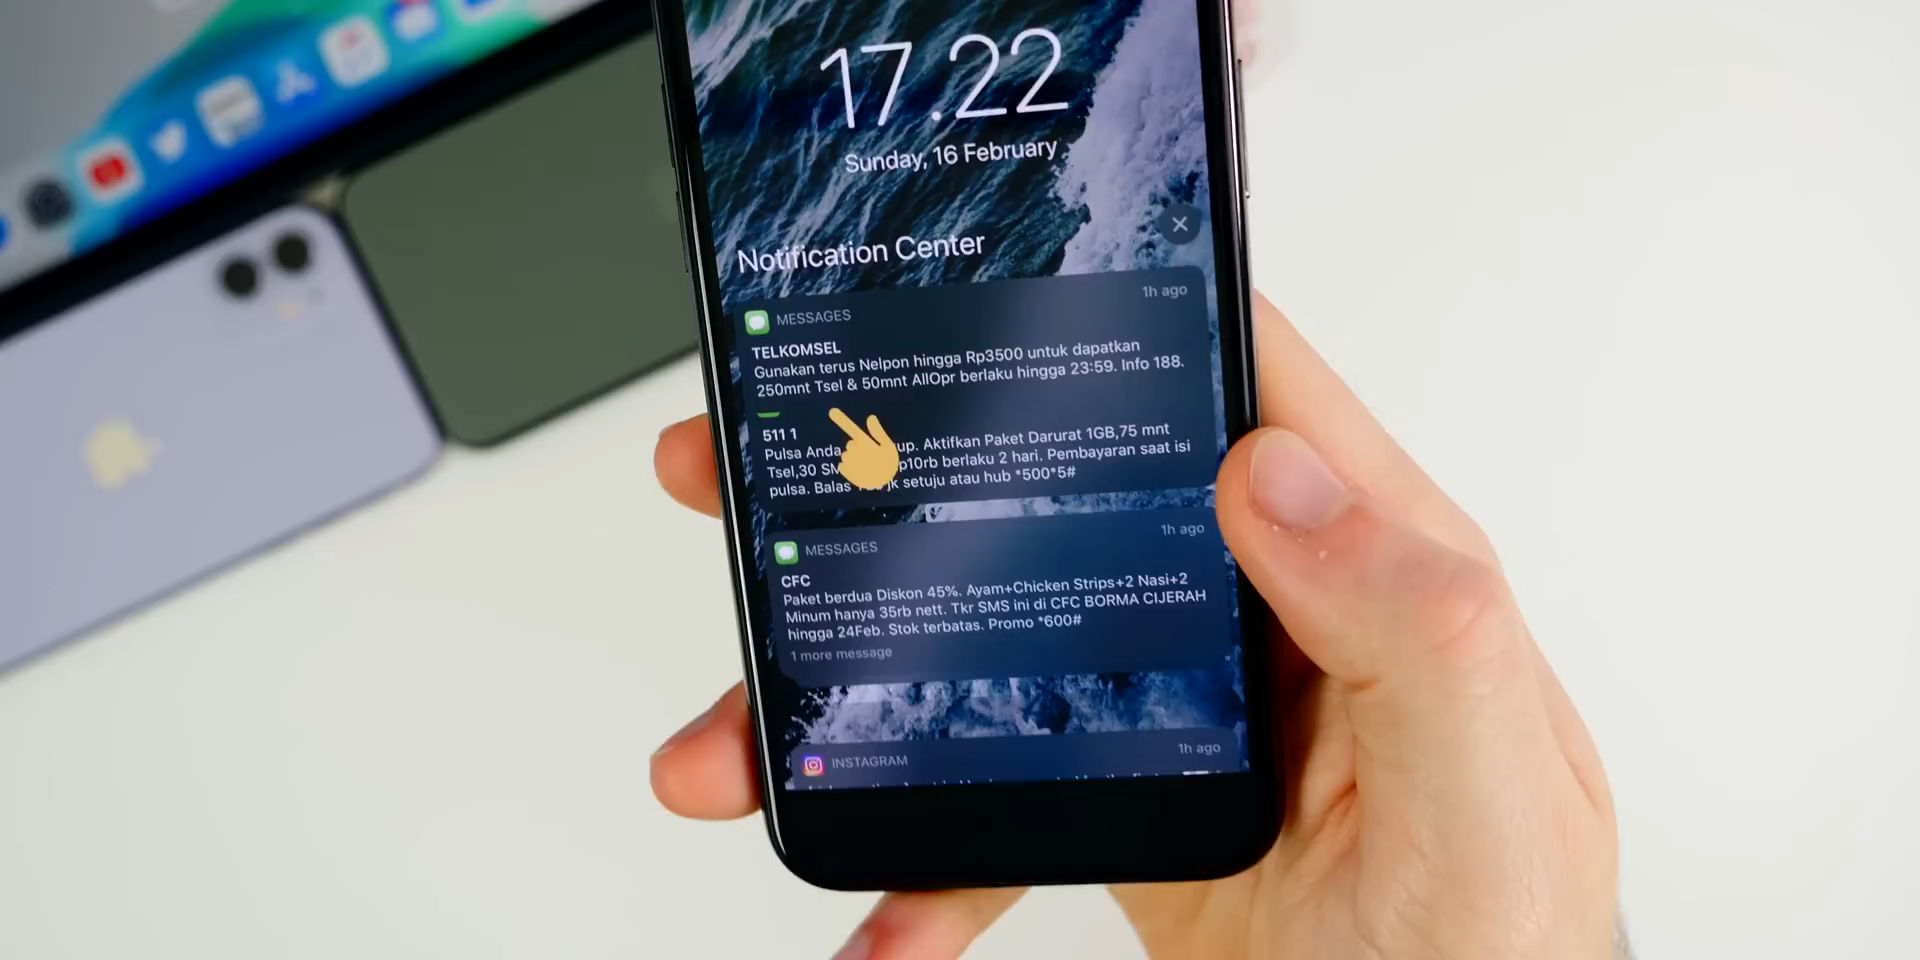 17.22
Sunday, 16 February
Notification Center
1h ago
MESSAGES
TELKOMSEL
Gunakan terus Nelpon hingga Rp3500 untuk dapatkan
250mnt Tsel & 50mnt AllOpr berlaku hingga 23:59. Info 188.
511 1
Pulsa Anda up. Aktifkan Paket Darurat 1GB,75 mnt
Tsel,30 p10rb berlaku 2 hari. Pembayaran saat isi
pulsa. Balas jk setuju atau hub *500*5#
1h ago
MESSAGES
CFC
Paket berdua Diskon 45%. Ayam+Chicken Strips+2 Nasi+2
Minum hanya 35rb nett. Tkr SMS ini di CFC BORMA CIJERAH
hingga 24Feb. Stok terbatas. Promo *600#
1 more message
1h ago
INSTAGRAM